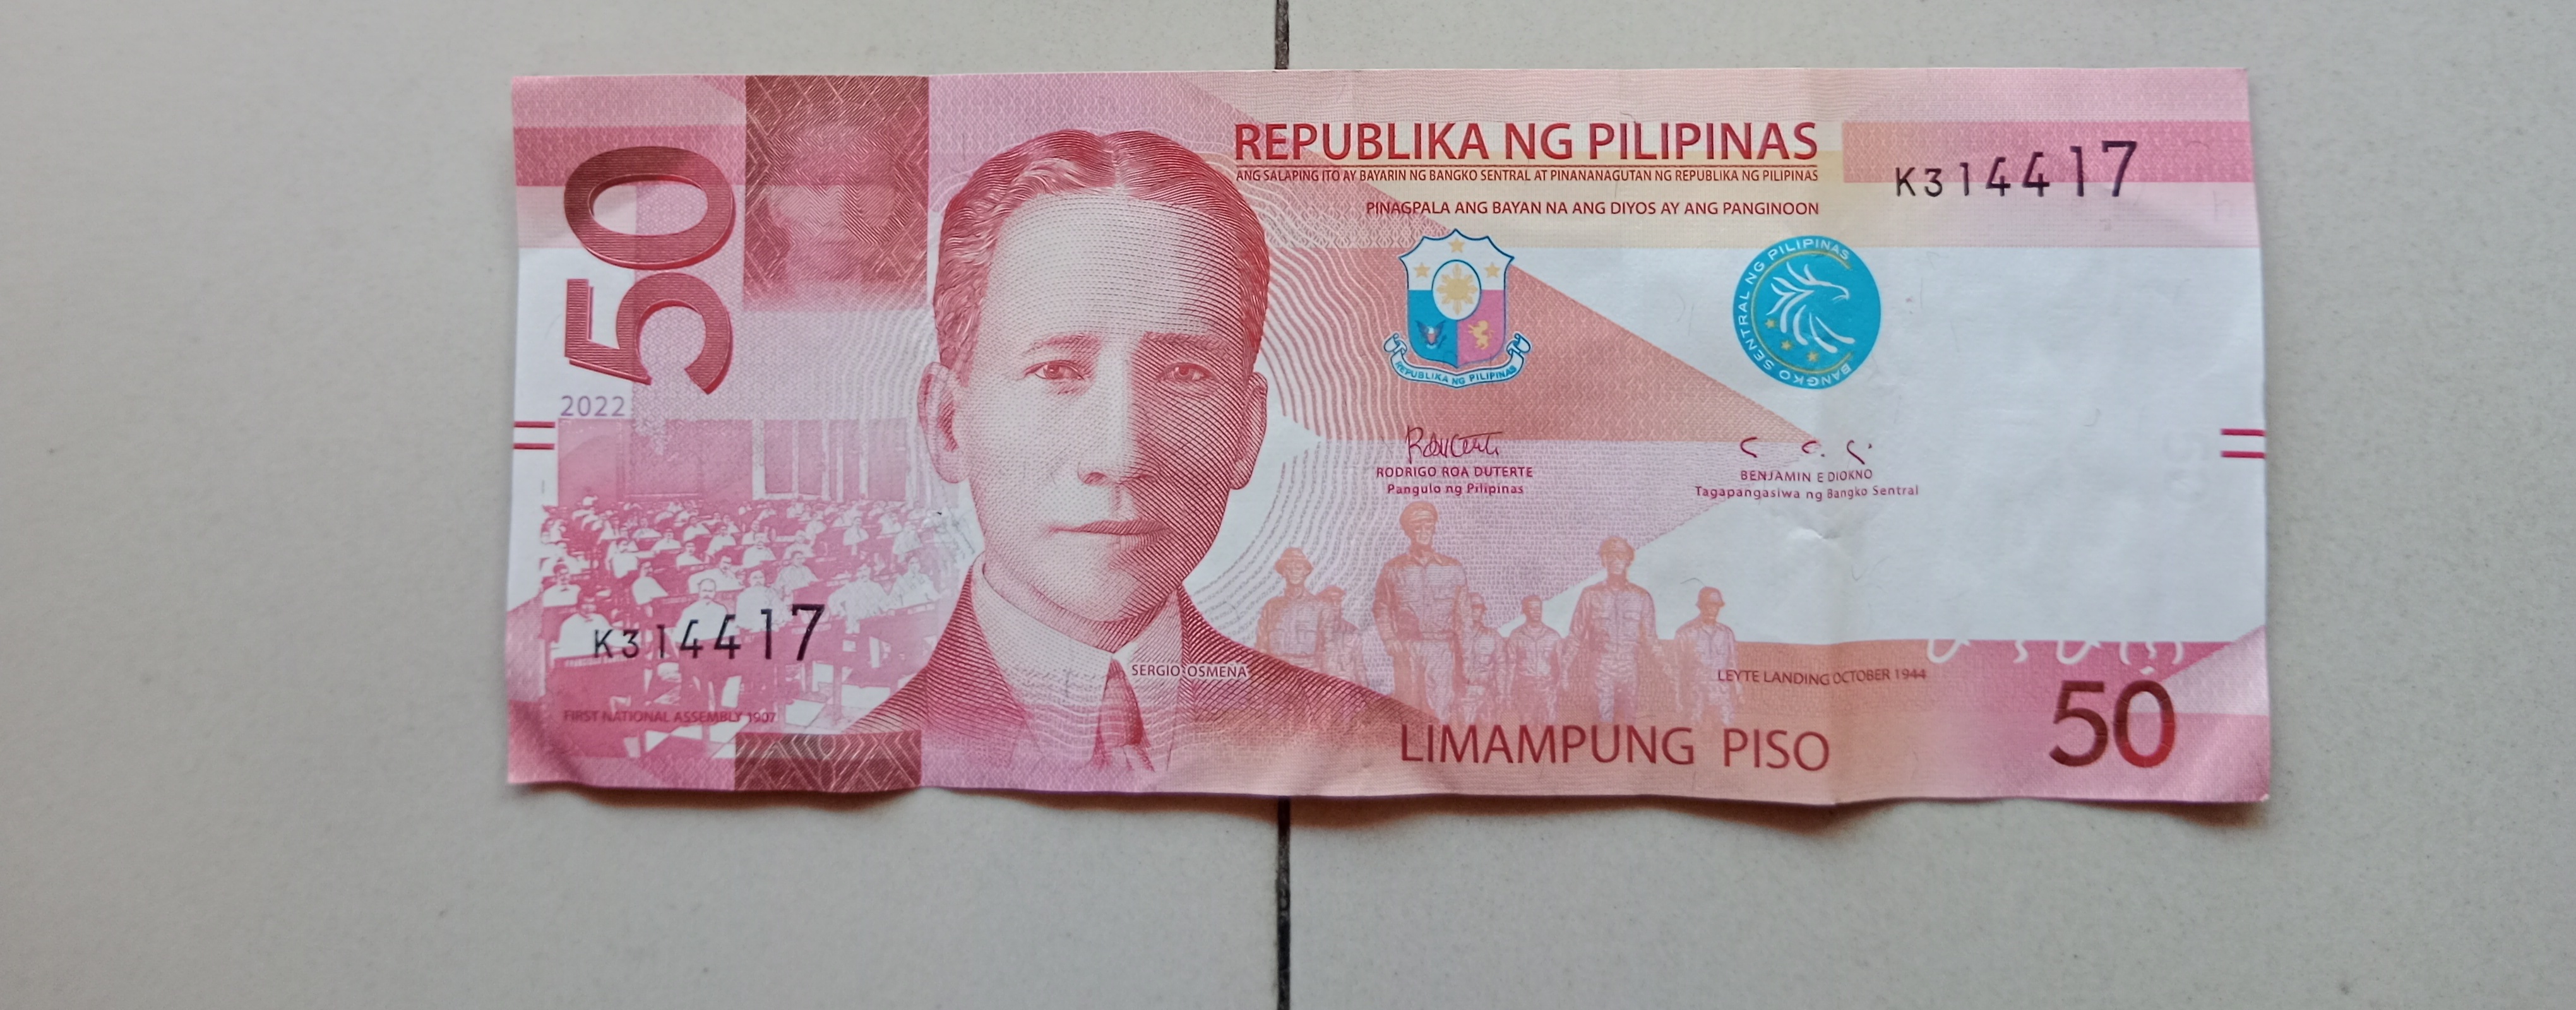 REPUBLIKA NG PILIPINAS
ANG SALAPING ITO AY BAYARIN NG BANGKO SENTRAL AT PINANANAGUTAN NG REPUBLIKA NG PILIPINAS
PINAGPALA ANG BAYAN NA ANG DIYOS AY ANG PANGINOON
K314417
50
2022
REPUBLIKA NG PILIPINAS
BANGKO SENTRAL NG PILIPINAS
RODRIGO ROA DUTERTE
Pangulo ng Pilipinas
BENJAMIN E DIOKNO
Tagapangasiwa ng Bangko Sentral
K314417
SERGIO OSMEÑA
LEYTE LANDING OCTOBER 1944
FIRST NATIONAL ASSEMBLY 1907
LIMAMPUNG PISO
50